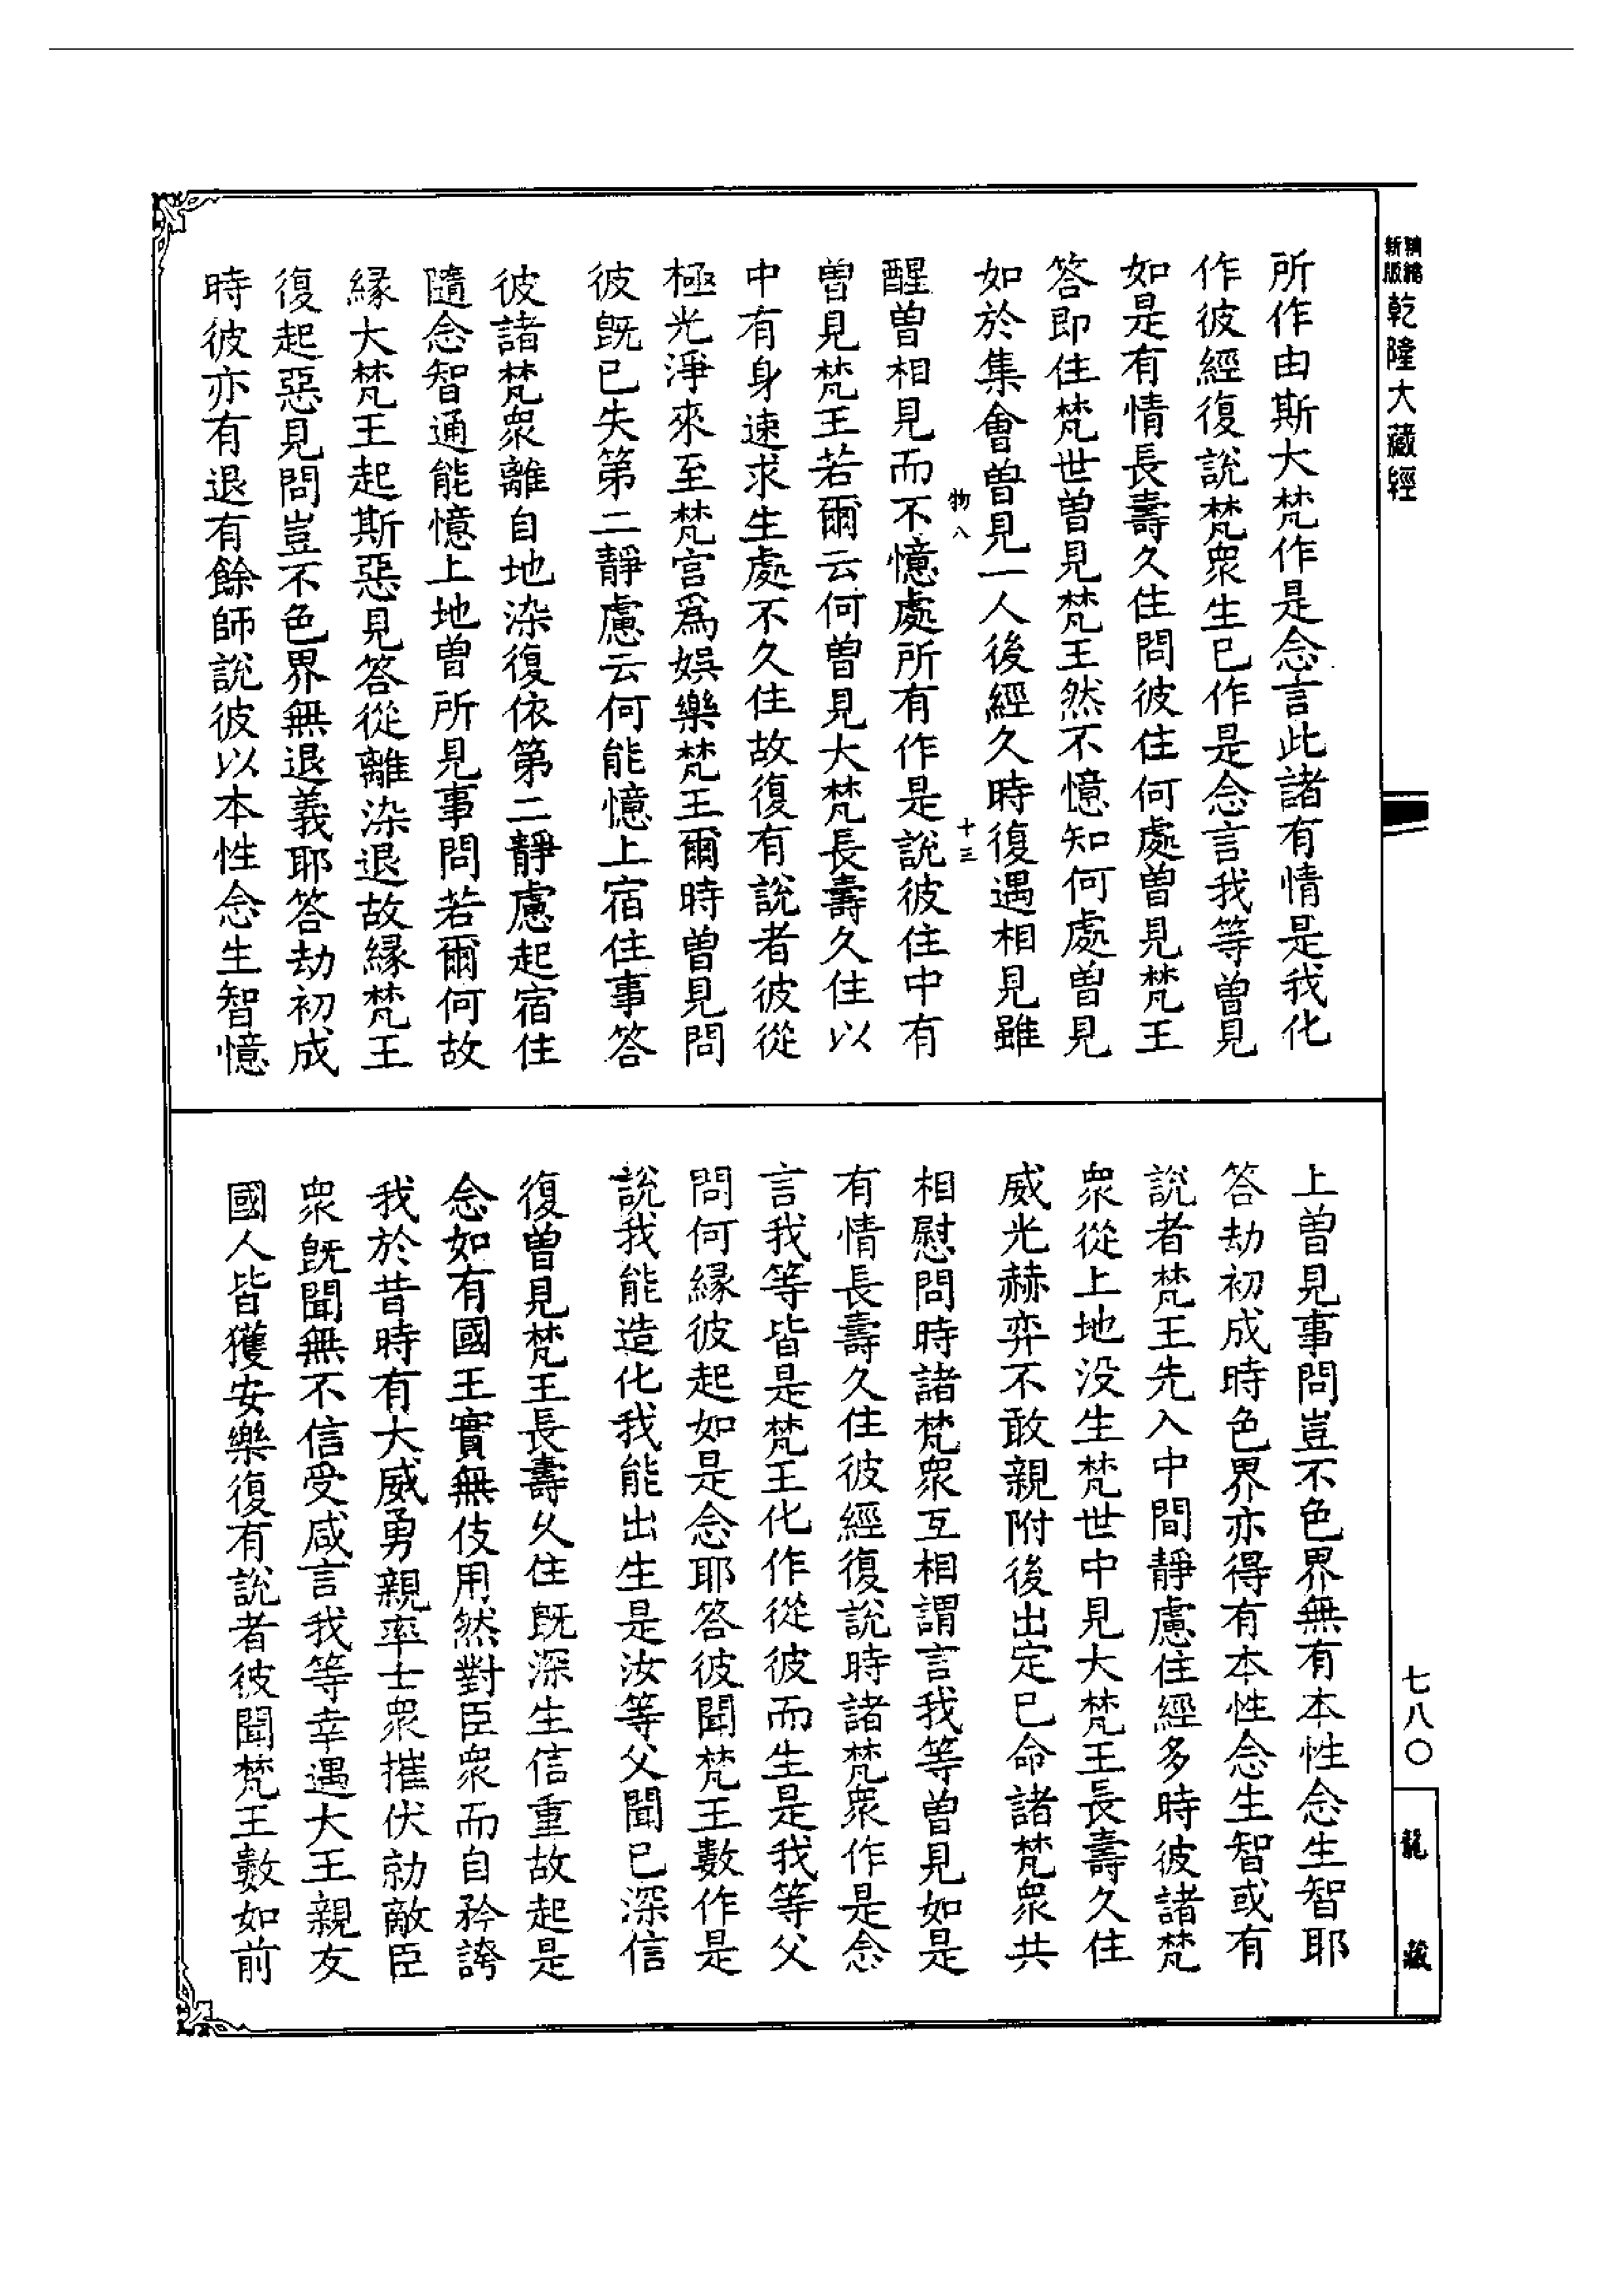 新版
精縮
乾隆大藏經
所作由斯大梵作是念言此諸有情是我化
作彼經復說梵衆生已作是念言我等曾見
如是有情長壽久住問彼住何處曾見梵王
答即住梵世曾見梵王然不憶知何處曾見
如於集會曾見一人後經久時復遇相見雖
物八
十三
醒曾相見而不憶處所有作是說彼住中有
曾見梵王若爾云何曾見大梵長壽久住以
中有身速求生處不久住故復有說者彼從
極光淨來至梵宮爲娛樂梵王爾時曾見問
彼旣已失第二靜慮云何能憶上宿住事答
彼諸梵衆離自地染復依第二靜慮起宿住
隨念智通能憶上地曾所見事問若爾何故
緣大梵王起斯惡見答從離染退故緣梵王
復起惡見問豈不色界無退義耶答劫初成
時彼亦有退有餘師說彼以本性念生智憶
上曾見事問豈不色界無有本性念生智耶
答劫初成時色界亦得有本性念生智或有
說者梵王先入中間靜慮住經多時彼諸梵
衆從上地沒生梵世中見大梵王長壽久住
威光赫弈不敢親附後出定已命諸梵衆共
相慰問時諸梵衆互相謂言我等曾見如是
有情長壽久住彼經復說時諸梵衆作是念
言我等皆是梵王化作從彼而生是我等父
問何緣彼起如是念耶答彼聞梵王數作是
說我能造化我能出生是汝等父聞已深信
復曾見梵王長壽久住旣深生信重故起是
念如有國王實無伎用然對臣衆而自矜誇
我於昔時有大威勇親率士衆摧伏勍敵臣
衆旣聞無不信受咸言我等幸遇大王親友
國人皆獲安樂復有說者彼聞梵王數如前
七八〇
龍藏